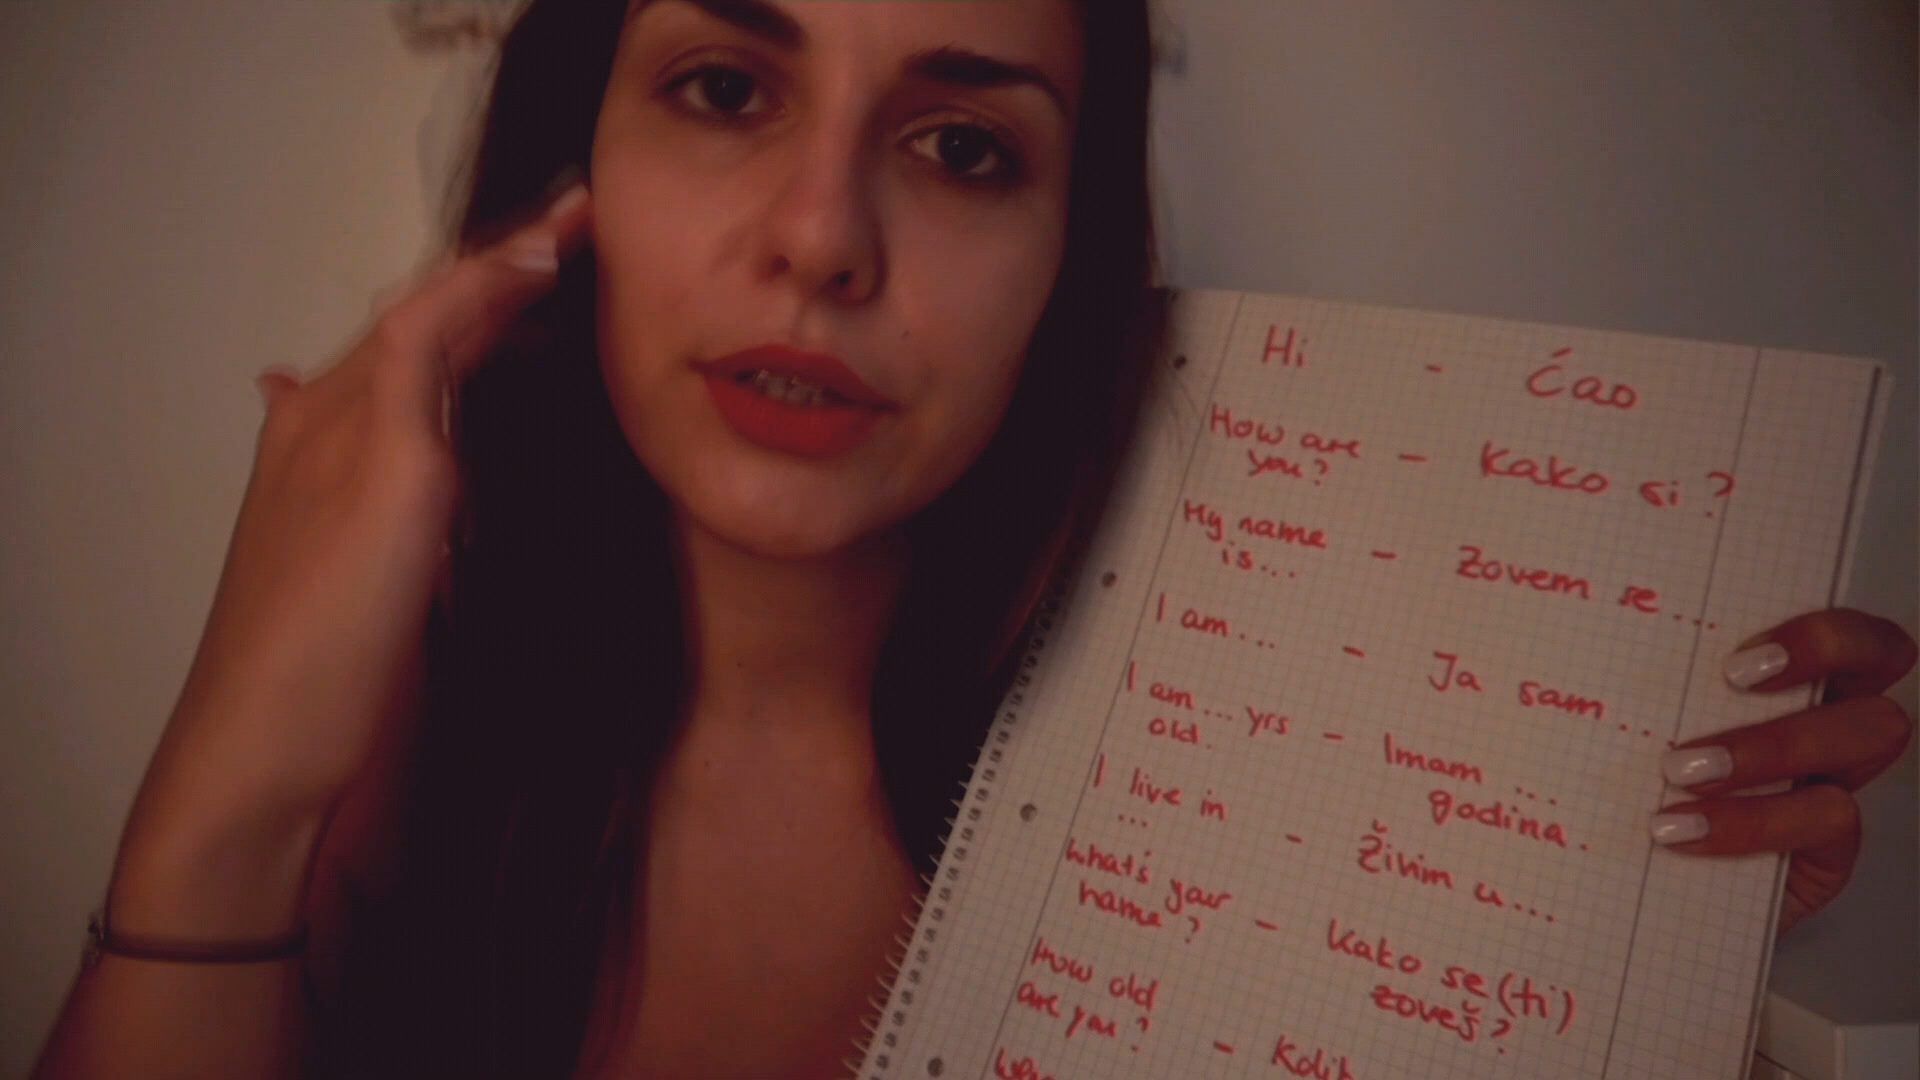 Hi - Ćao
How are - Kako si?
you?
My name - Zovem se...
is...
I am... - Ja sam...
I am... yrs - Imam ...
old. godina.
I live in - Živim u...
...
What's your - Kako se (ti)
name? zoveš?
How old
are you? -